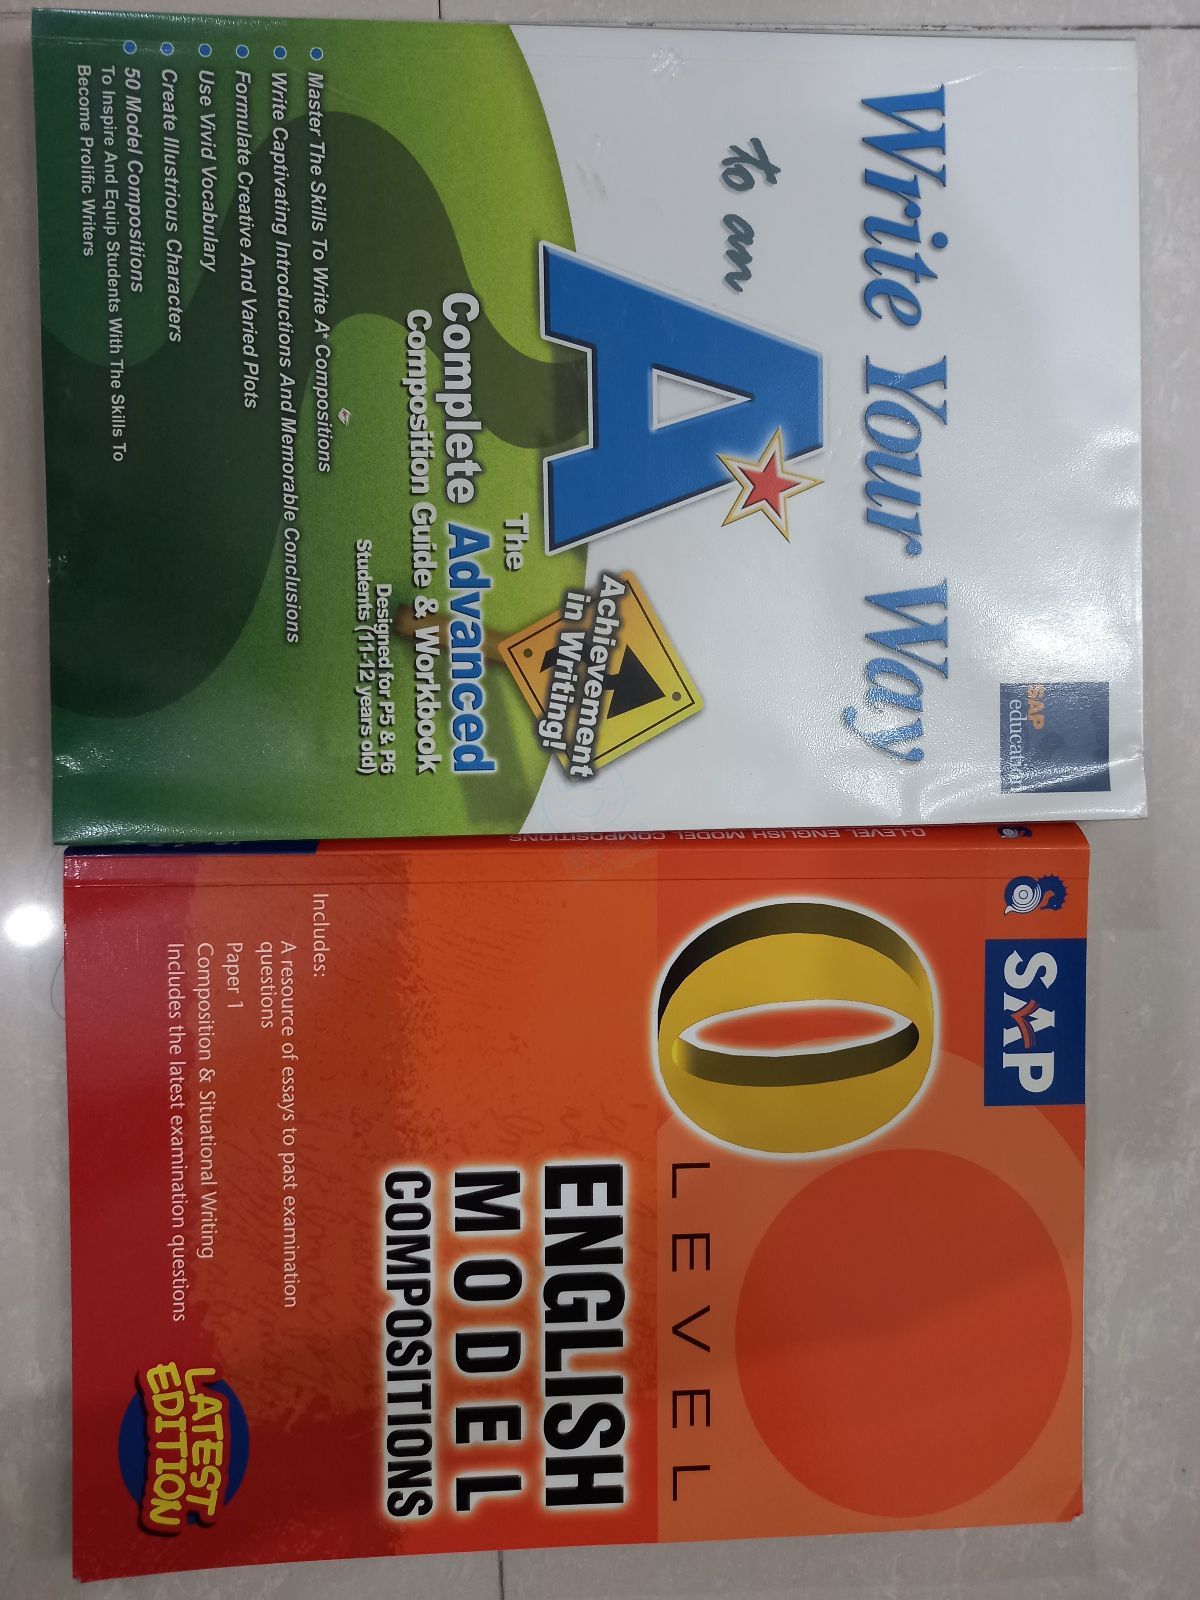 SAP
education
Write Your Way
to an
A
Achievement
in Writing!
The
Complete Advanced
Composition Guide & Workbook
Designed for P5 & P6
Students (11-12 years old)
Master The Skills To Write A* Compositions
Write Captivating Introductions And Memorable Conclusions
Formulate Creative And Varied Plots
Use Vivid Vocabulary
Create Illustrious Characters
50 Model Compositions
To Inspire And Equip Students With The Skills To
Become Prolific Writers
O-LEVEL ENGLISH MODEL COMPOSITIONS
SAP
O
LEVEL
ENGLISH
MODEL
COMPOSITIONS
Includes:
A resource of essays to past examination
questions
Paper 1
Composition & Situational Writing
Includes the latest examination questions
LATEST
EDITION